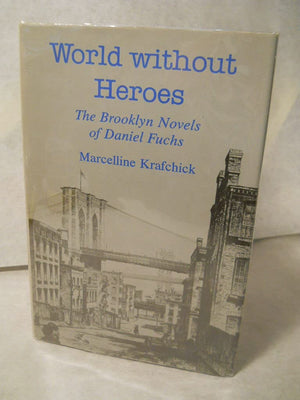 World without
Heroes
The Brooklyn Novels
of Daniel Fuchs
Marcelline Krafchick